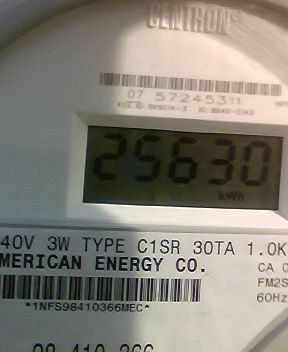 CENTRON®
07 57245311
25630
kWh
40V 3W TYPE C1SR 30TA 1.0K
MERICAN ENERGY CO.
CA 0
FM2S
60Hz
*1NFS98410366MEC*